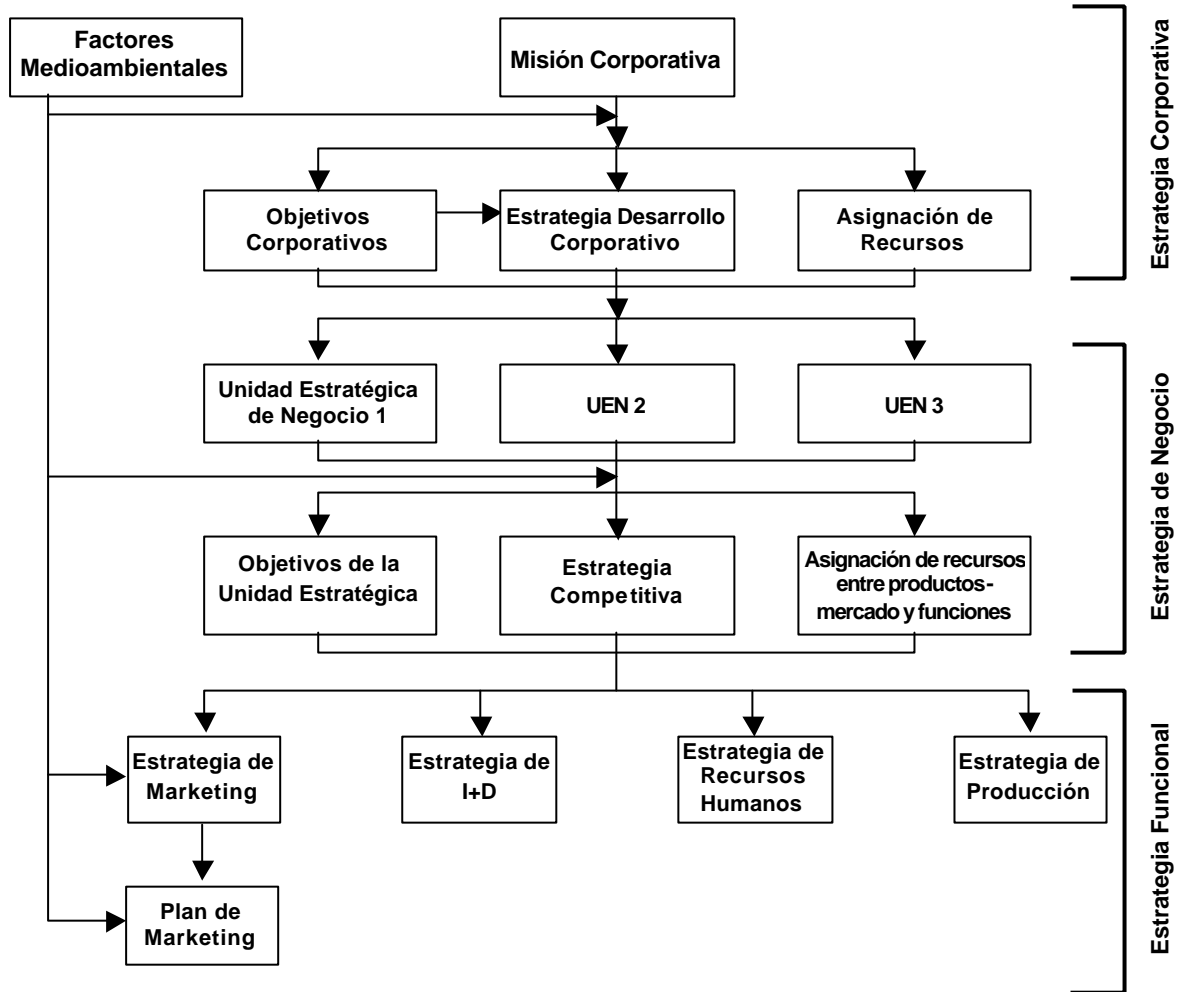 Factores
Medioambientales
Misión Corporativa
Estrategia Corporativa
Objetivos
Corporativos
Estrategia Desarrollo
Corporativo
Asignación de
Recursos
Unidad Estratégica
de Negocio 1
UEN 2
UEN 3
Estrategia de Negocio
Objetivos de la
Unidad Estratégica
Estrategia
Competitiva
Asignación de recursos
entre productos-
mercado y funciones
Estrategia de
Marketing
Estrategia de
I+D
Estrategia de
Recursos
Humanos
Estrategia de
Producción
Estrategia Funcional
Plan de
Marketing